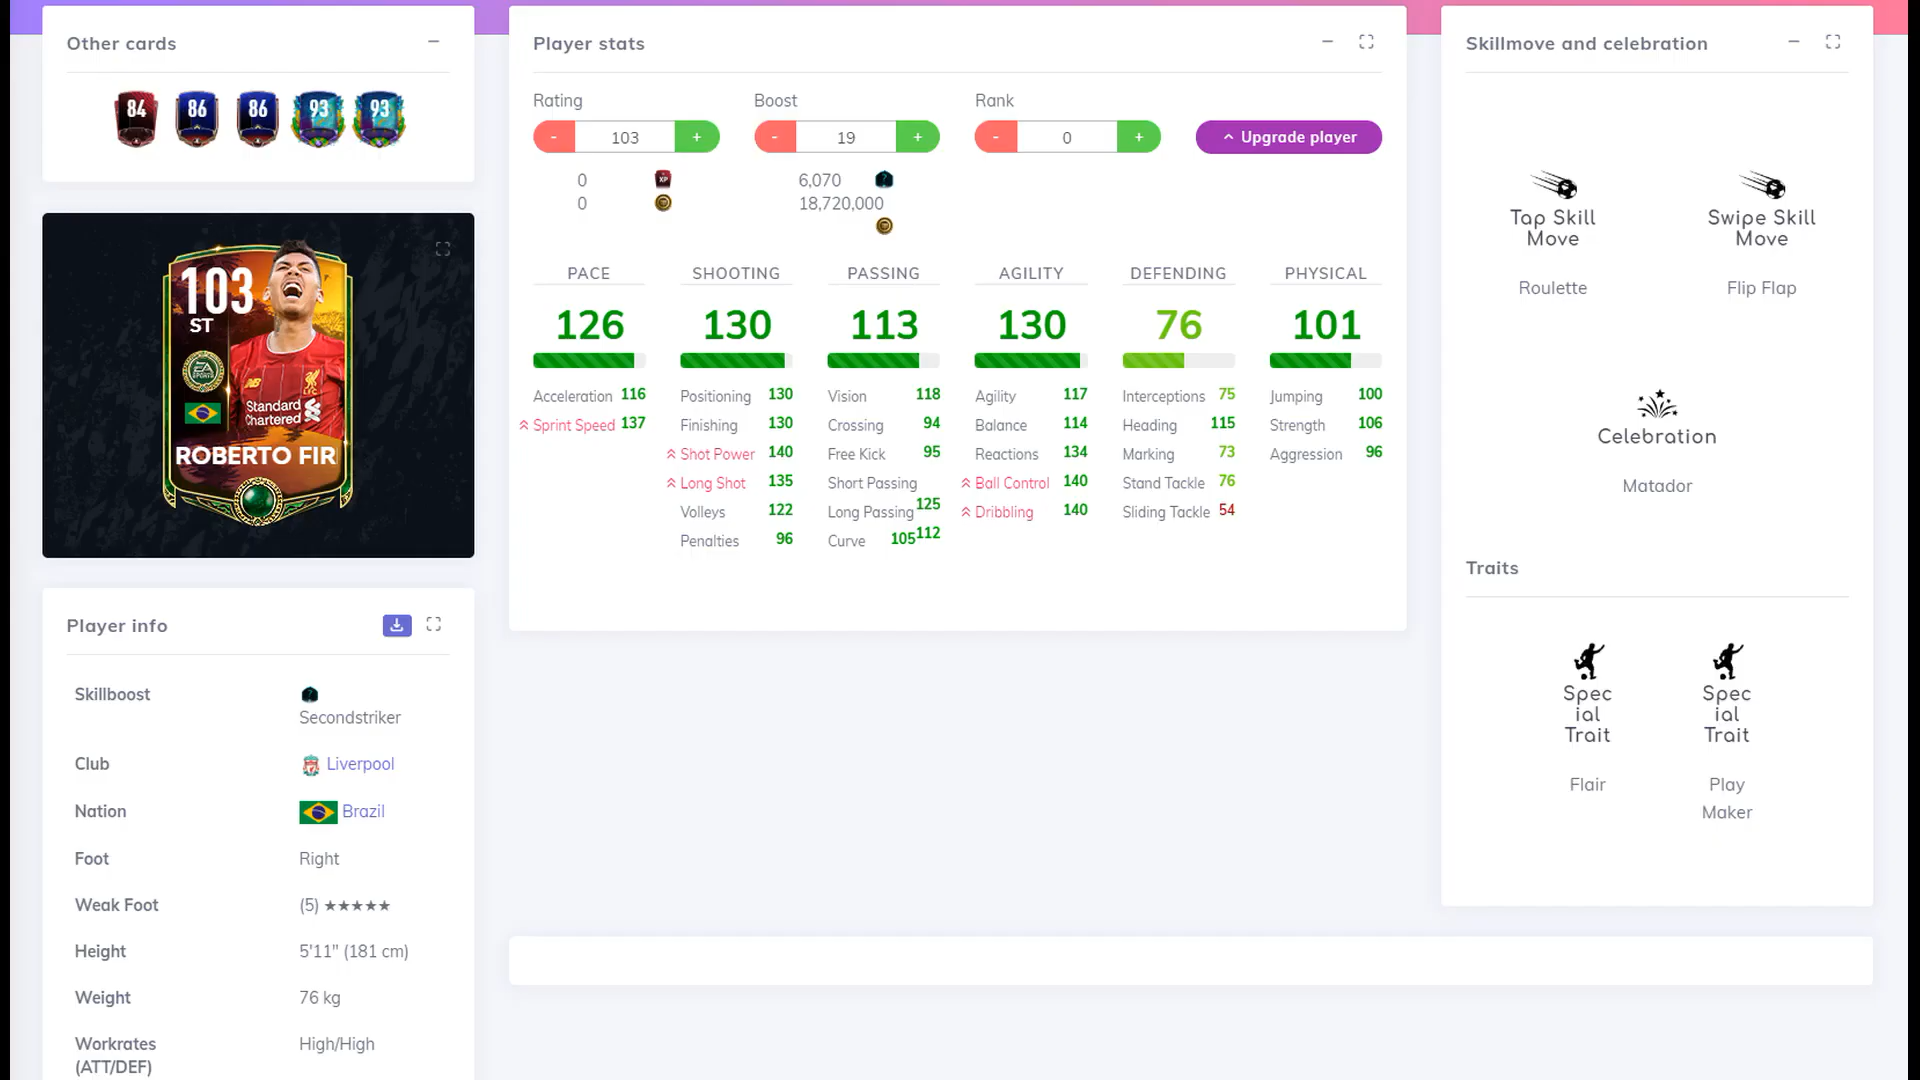 Other cards
84 86 86 93 93
103
ST
EA
SPORTS
Standard
Chartered
ROBERTO FIR
Player info
Skillboost Secondstriker
Club Liverpool
Nation Brazil
Foot Right
Weak Foot (5) ★★★★★
Height 5'11" (181 cm)
Weight 76 kg
Workrates High/High
(ATT/DEF)
Player stats
Rating Boost Rank
- 103 + - 19 + - 0 + Upgrade player
0 XP 6,070
0 18,720,000
PACE
126
Acceleration 116
Sprint Speed 137
SHOOTING
130
Positioning 130
Finishing 130
Shot Power 140
Long Shot 135
Volleys 122
Penalties 96
PASSING
113
Vision 118
Crossing 94
Free Kick 95
Short Passing
125
Long Passing
112
Curve 105
AGILITY
130
Agility 117
Balance 114
Reactions 134
Ball Control 140
Dribbling 140
DEFENDING
76
Interceptions 75
Heading 115
Marking 73
Stand Tackle 76
Sliding Tackle 54
PHYSICAL
101
Jumping 100
Strength 106
Aggression 96
Skillmove and celebration
Tap Skill
Move
Roulette
Swipe Skill
Move
Flip Flap
Celebration
Matador
Traits
Spec
ial
Trait
Flair
Spec
ial
Trait
Play
Maker